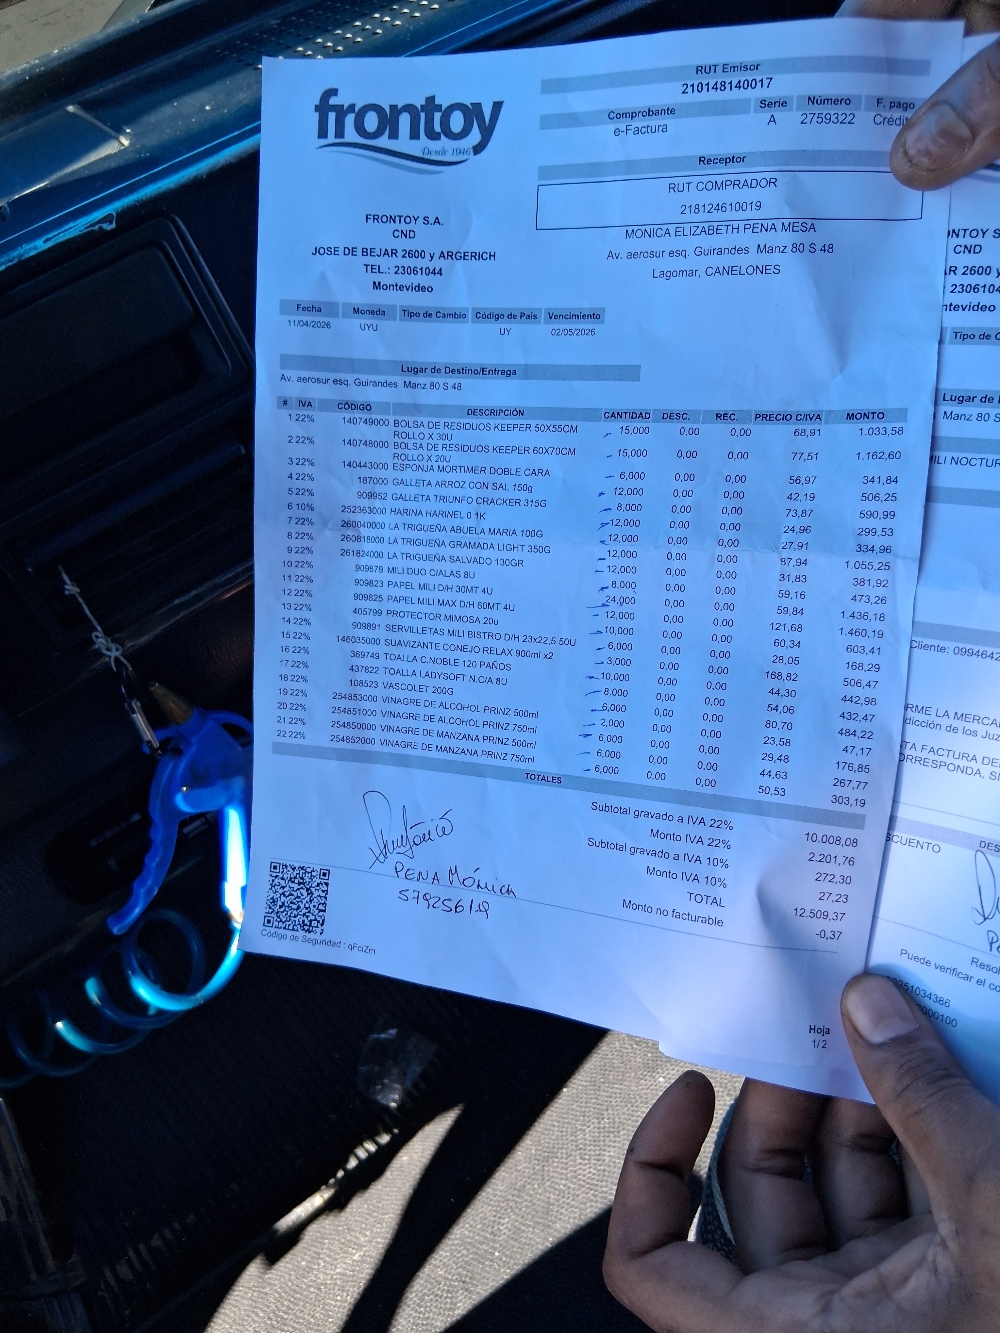 frontoy
Desde 1946
RUT Emisor
210148140017
Comprobante Serie Número F. pago
e-Factura A 2759322
Receptor
RUT COMPRADOR
218124610019
MONICA ELIZABETH PENA MESA
Av. aerosur esq. Guirandes Manz 80 S 48
Lagomar, CANELONES
FRONTOY S.A.
CND
JOSE DE BEJAR 2600 y ARGERICH
TEL.: 23061044
Montevideo
Fecha Moneda Tipo de Cambio Código de País Vencimiento
11/04/2026 UYU UY 02/05/2026
Lugar de Destino/Entrega
Av. aerosur esq. Guirandes Manz 80 S 48
# IVA CÓDIGO DESCRIPCIÓN CANTIDAD DESC. REC. PRECIO C/IVA MONTO
1 22% 140749000 BOLSA DE RESIDUOS KEEPER 50X55CM 15,000 0,00 0,00 68,91 1.033,58
ROLLO X 30U
2 22% 140748000 BOLSA DE RESIDUOS KEEPER 60X70CM 15,000 0,00 0,00 77,51 1.162,60
ROLLO X 20U
3 22% 140443000 ESPONJA MORTIMER DOBLE CARA 6,000 0,00 0,00 56,97 341,84
4 22% 187000 GALLETA ARROZ CON SAL 150g 12,000 0,00 0,00 42,19 506,25
5 22% 909952 GALLETA TRIUNFO CRACKER 315G 8,000 0,00 0,00 73,87 590,99
6 10% 252363000 HARINA HARINEL 0 1K 12,000 0,00 0,00 24,96 299,53
7 22% 260040000 LA TRIGUEÑA ABUELA MARIA 100G 12,000 0,00 0,00 27,91 334,96
8 22% 260818000 LA TRIGUEÑA GRAMADA LIGHT 350G 12,000 0,00 0,00 87,94 1.055,25
9 22% 261824000 LA TRIGUEÑA SALVADO 130GR 12,000 0,00 0,00 31,83 381,92
10 22% 909879 MILI DUO C/ALAS 8U 8,000 0,00 0,00 59,16 473,26
11 22% 909823 PAPEL MILI D/H 30MT 4U 24,000 0,00 0,00 59,84 1.436,18
12 22% 909825 PAPEL MILI MAX D/H 60MT 4U 12,000 0,00 0,00 121,68 1.460,19
13 22% 405799 PROTECTOR MIMOSA 20u 10,000 0,00 0,00 60,34 603,41
14 22% 909891 SERVILLETAS MILI BISTRO D/H 23x22,5 50U 6,000 0,00 0,00 28,05 168,29
15 22% 146035000 SUAVIZANTE CONEJO RELAX 900ml x2 3,000 0,00 0,00 168,82 506,47
16 22% 369749 TOALLA C.NOBLE 120 PAÑOS 10,000 0,00 0,00 44,30 442,98
17 22% 437822 TOALLA LADYSOFT N.C/A 8U 8,000 0,00 0,00 54,06 432,47
18 22% 108523 VASCOLET 200G 6,000 0,00 0,00 80,70 484,22
19 22% 254853000 VINAGRE DE ALCOHOL PRINZ 500ml 2,000 0,00 0,00 23,58 47,17
20 22% 254851000 VINAGRE DE ALCOHOL PRINZ 750ml 6,000 0,00 0,00 29,48 176,85
21 22% 254850000 VINAGRE DE MANZANA PRINZ 500ml 6,000 0,00 0,00 44,63 267,77
22 22% 254852000 VINAGRE DE MANZANA PRINZ 750ml 6,000 0.00 0,00 50,53 303,19
TOTALES
Subtotal gravado a IVA 22% 10.008,08
Monto IVA 22% 2.201,76
Subtotal gravado a IVA 10% 272,30
Monto IVA 10% 27,23
TOTAL 12.509,37
Monto no facturable -0,37
PENA MÓNICA
Código de Seguridad : qFciZm
Hoja
1/2
CND
Tipo de
Lugar de
Manz 80 S 48
MILI NOCTUR
Cliente: 0994642
Puede verificar el co